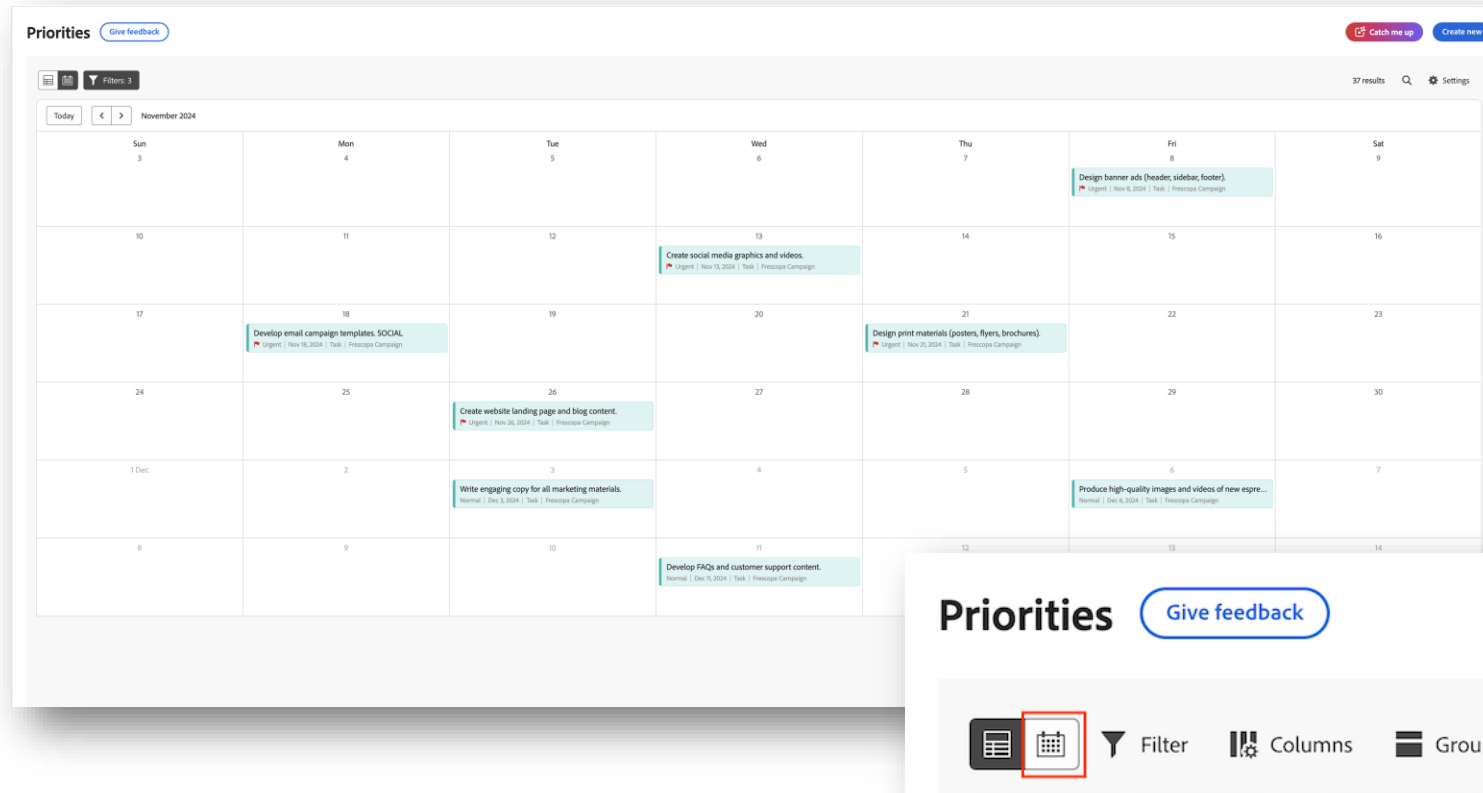 Priorities Give feedback Catch me up Create new
Filters: 3 37 results Settings
Today November 2024
Sun Mon Tue Wed Thu Fri Sat
3 4 5 6 7 8 9
Design banner ads (header, sidebar, footer).
Urgent | Nov 8, 2024 | Task | Frescopa Campaign
10 11 12 13 14 15 16
Create social media graphics and videos.
Urgent | Nov 13, 2024 | Task | Frescopa Campaign
17 18 19 20 21 22 23
Develop email campaign templates. SOCIAL Design print materials (posters, flyers, brochures).
Urgent | Nov 18, 2024 | Task | Frescopa Campaign Urgent | Nov 21, 2024 | Task | Frescopa Campaign
24 25 26 27 28 29 30
Create website landing page and blog content.
Urgent | Nov 26, 2024 | Task | Frescopa Campaign
1 Dec 2 3 4 5 6 7
Write engaging copy for all marketing materials. Produce high-quality images and videos of new espre...
Normal | Dec 3, 2024 | Task | Frescopa Campaign Normal | Dec 6, 2024 | Task | Frescopa Campaign
8 9 10 11 12 13 14
Develop FAQs and customer support content.
Normal | Dec 11, 2024 | Task | Frescopa Campaign
Priorities Give feedback
Filter Columns Grou